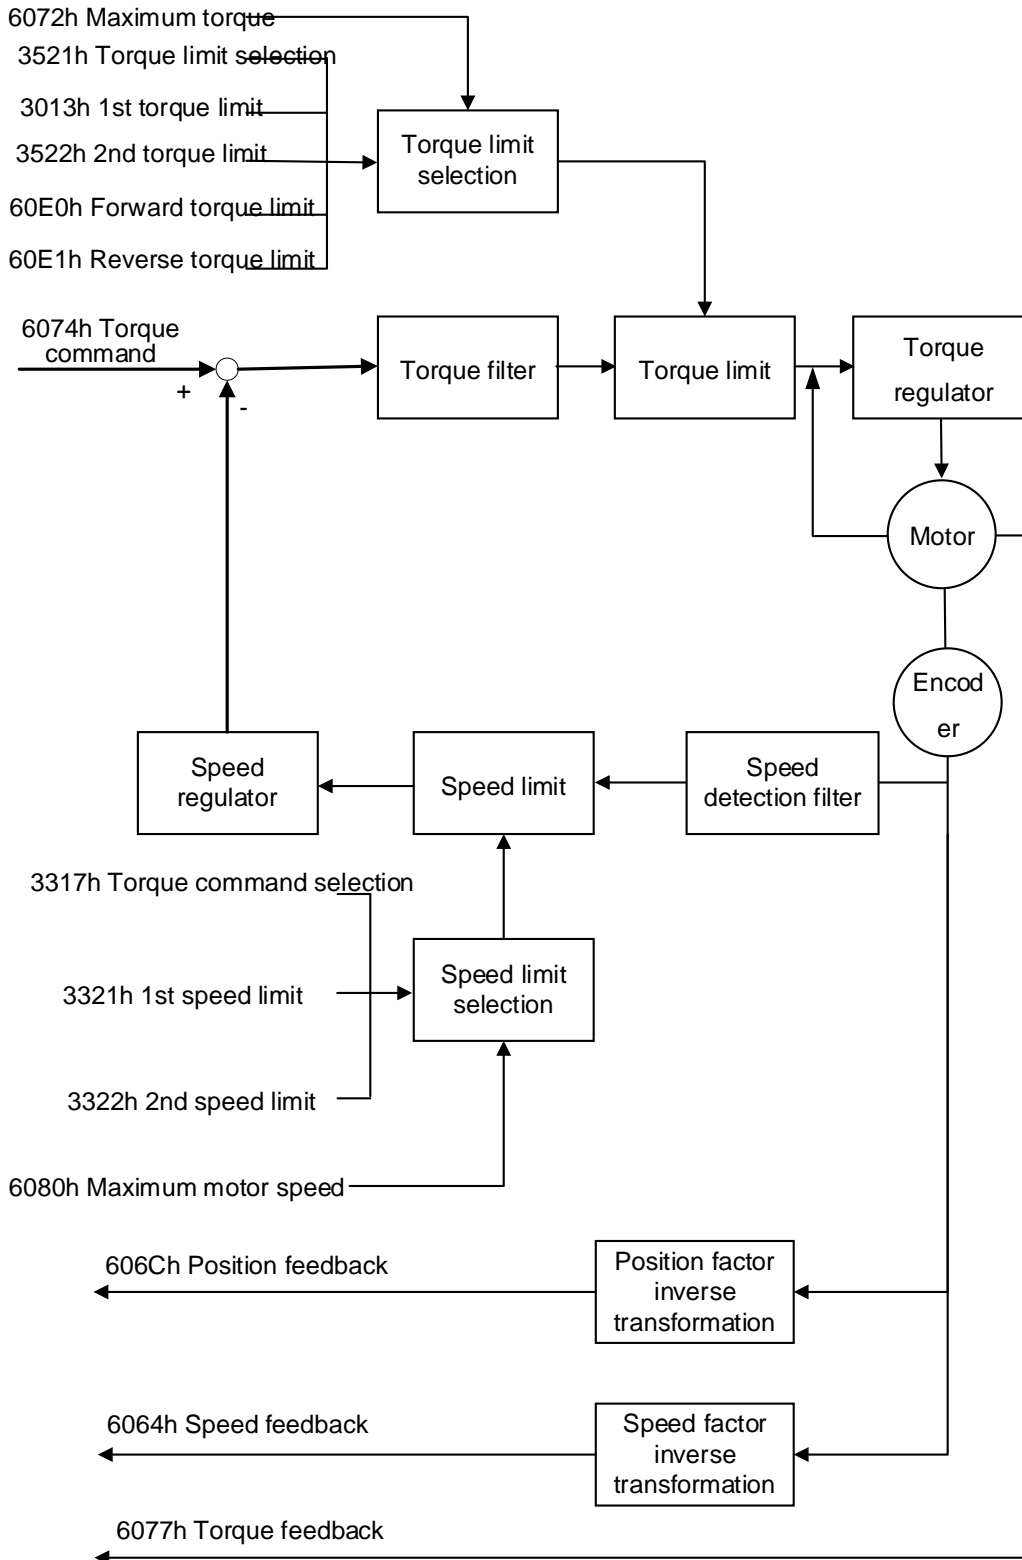 6072h Maximum torque
3521h Torque limit selection
3013h 1st torque limit
3522h 2nd torque limit
60E0h Forward torque limit
60E1h Reverse torque limit
Torque limit
selection
6074h Torque
command
+
-
Torque filter
Torque limit
Torque
regulator
Motor
Encod
er
Speed
regulator
Speed limit
Speed
detection filter
3317h Torque command selection
3321h 1st speed limit
3322h 2nd speed limit
Speed limit
selection
6080h Maximum motor speed
606Ch Position feedback
Position factor
inverse
transformation
6064h Speed feedback
Speed factor
inverse
transformation
6077h Torque feedback